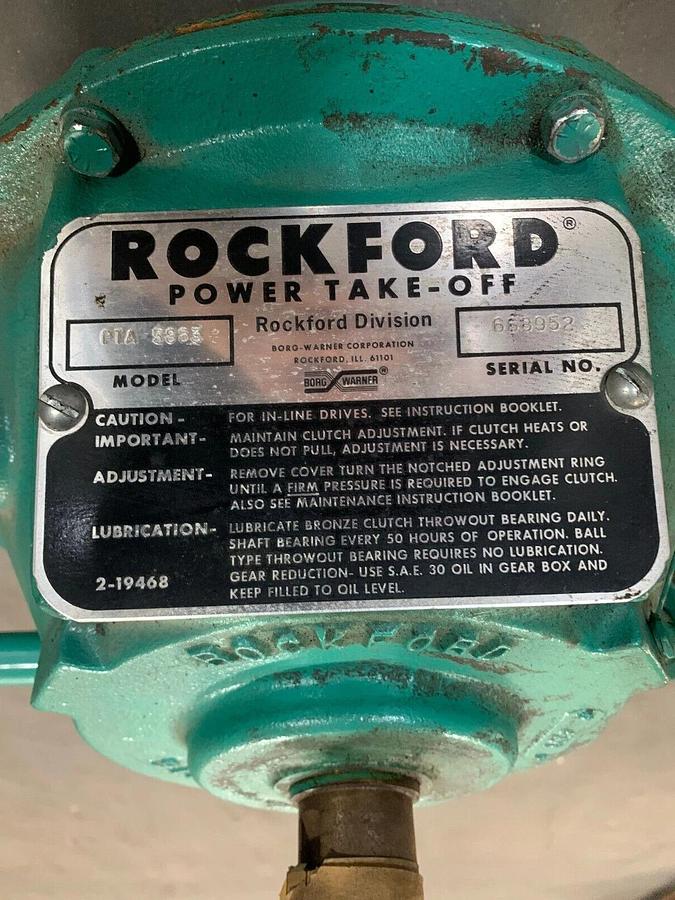 ROCKFORD®
POWER TAKE-OFF
Rockford Division
BORG-WARNER CORPORATION
ROCKFORD, ILL. 61101
BORG WARNER ®
MODEL
SERIAL NO.
CAUTION - FOR IN-LINE DRIVES. SEE INSTRUCTION BOOKLET.
IMPORTANT- MAINTAIN CLUTCH ADJUSTMENT. IF CLUTCH HEATS OR
DOES NOT PULL, ADJUSTMENT IS NECESSARY.
ADJUSTMENT- REMOVE COVER TURN THE NOTCHED ADJUSTMENT RING
UNTIL A FIRM PRESSURE IS REQUIRED TO ENGAGE CLUTCH.
ALSO SEE MAINTENANCE INSTRUCTION BOOKLET.
LUBRICATION- LUBRICATE BRONZE CLUTCH THROWOUT BEARING DAILY.
SHAFT BEARING EVERY 50 HOURS OF OPERATION. BALL
TYPE THROWOUT BEARING REQUIRES NO LUBRICATION.
2-19468 GEAR REDUCTION- USE S.A.E. 30 OIL IN GEAR BOX AND
KEEP FILLED TO OIL LEVEL.
ROCKFORD